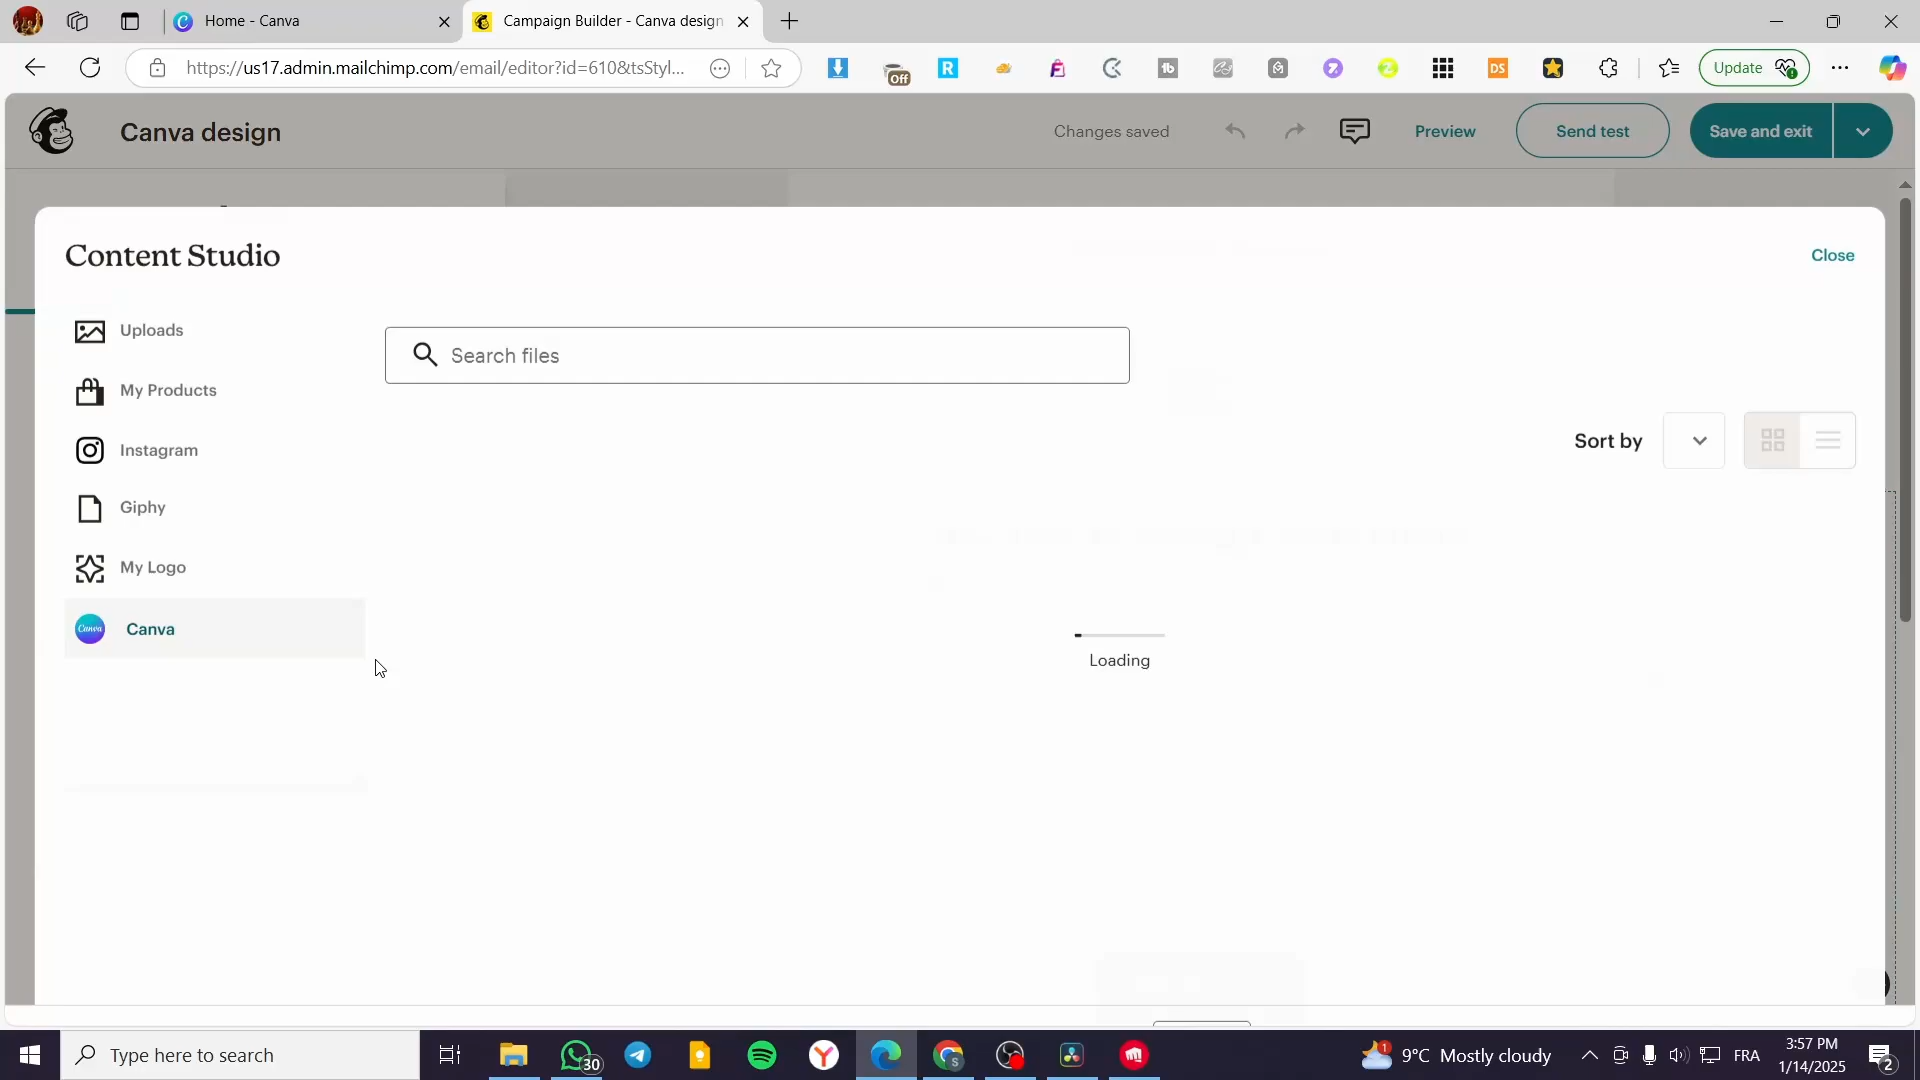 Home - Canva
Campaign Builder - Canva design
https://us17.admin.mailchimp.com/email/editor?id=610&tsStyl...
Off
R
1b
DS
Update
Canva design
Changes saved
Preview
Send test
Save and exit
Content Studio
Close
Uploads
My Products
Instagram
Giphy
My Logo
Canva
Canva
Search files
Sort by
Loading
Type here to search
30
1
9°C Mostly cloudy
FRA
3:57 PM
1/14/2025
2